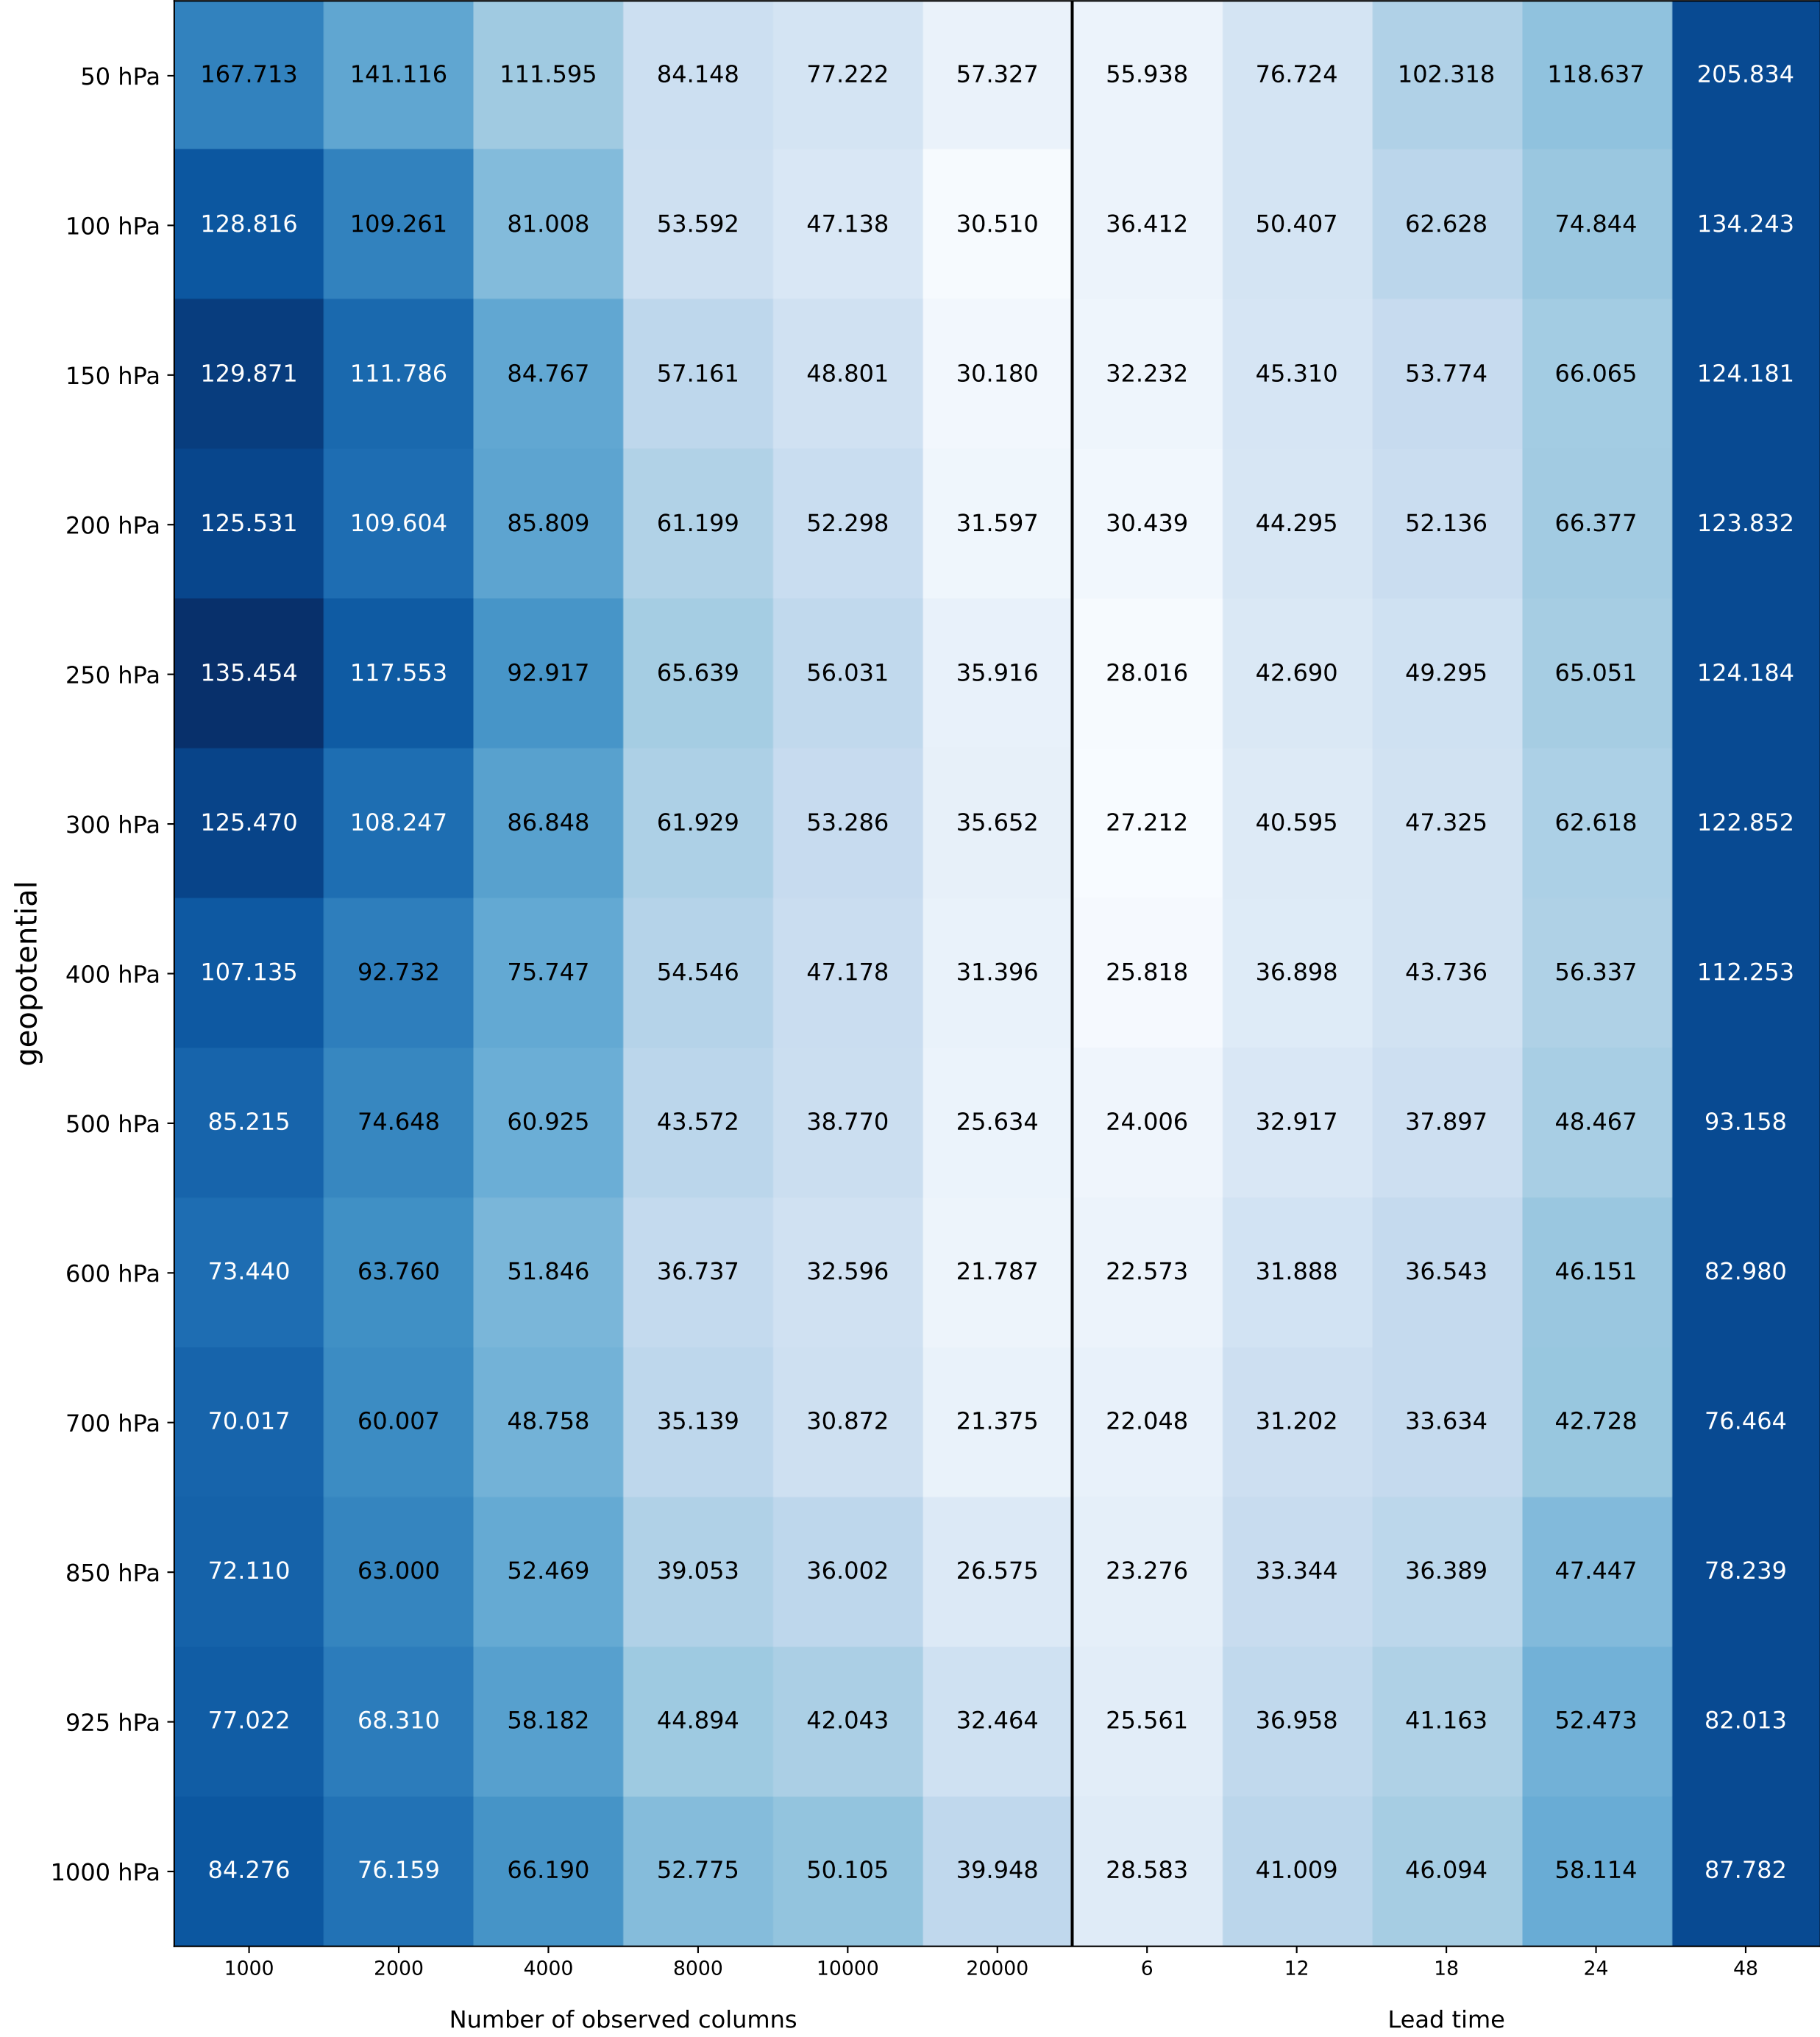 geopotential
50 hPa 167.713 141.116 111.595 84.148 77.222 57.327 55.938 76.724 102.318 118.637 205.834
100 hPa 128.816 109.261 81.008 53.592 47.138 30.510 36.412 50.407 62.628 74.844 134.243
150 hPa 129.871 111.786 84.767 57.161 48.801 30.180 32.232 45.310 53.774 66.065 124.181
200 hPa 125.531 109.604 85.809 61.199 52.298 31.597 30.439 44.295 52.136 66.377 123.832
250 hPa 135.454 117.553 92.917 65.639 56.031 35.916 28.016 42.690 49.295 65.051 124.184
300 hPa 125.470 108.247 86.848 61.929 53.286 35.652 27.212 40.595 47.325 62.618 122.852
400 hPa 107.135 92.732 75.747 54.546 47.178 31.396 25.818 36.898 43.736 56.337 112.253
500 hPa 85.215 74.648 60.925 43.572 38.770 25.634 24.006 32.917 37.897 48.467 93.158
600 hPa 73.440 63.760 51.846 36.737 32.596 21.787 22.573 31.888 36.543 46.151 82.980
700 hPa 70.017 60.007 48.758 35.139 30.872 21.375 22.048 31.202 33.634 42.728 76.464
850 hPa 72.110 63.000 52.469 39.053 36.002 26.575 23.276 33.344 36.389 47.447 78.239
925 hPa 77.022 68.310 58.182 44.894 42.043 32.464 25.561 36.958 41.163 52.473 82.013
1000 hPa 84.276 76.159 66.190 52.775 50.105 39.948 28.583 41.009 46.094 58.114 87.782
1000 2000 4000 8000 10000 20000 6 12 18 24 48
Number of observed columns Lead time